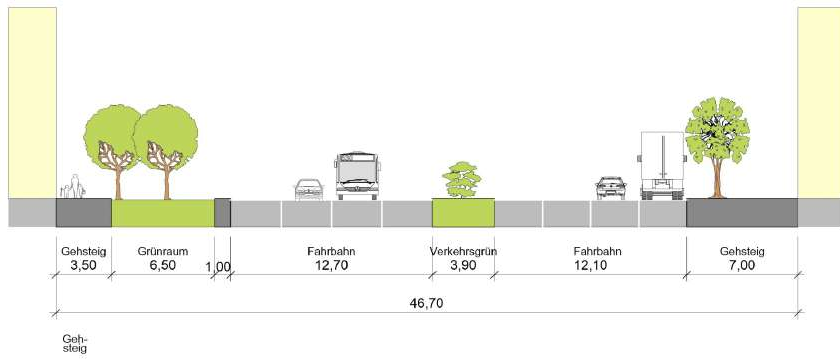 Gehsteig Grünraum Fahrbahn Verkehrsgrün Fahrbahn Gehsteig
3,50 6,50 1,00 12,70 3,90 12,10 7,00
46,70
Geh-
steig